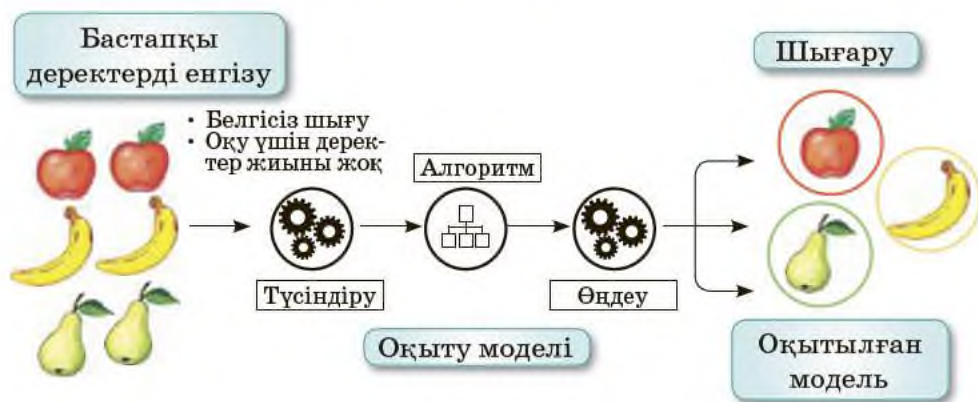 Бастапқы
деректерді енгізу
• Белгісіз шығу
• Оқу үшін дерек-
тер жиыны жоқ
Түсіндіру
Алгоритм
Өңдеу
Оқыту моделі
Шығару
Оқытылған
модель